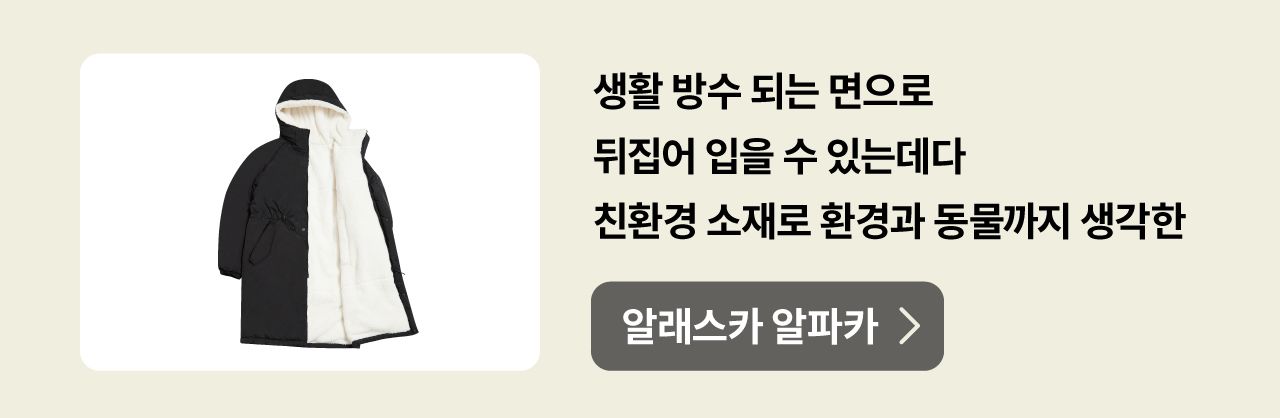 생활 방수 되는 면으로
뒤집어 입을 수 있는데다
친환경 소재로 환경과 동물까지 생각한
알래스카 알파카